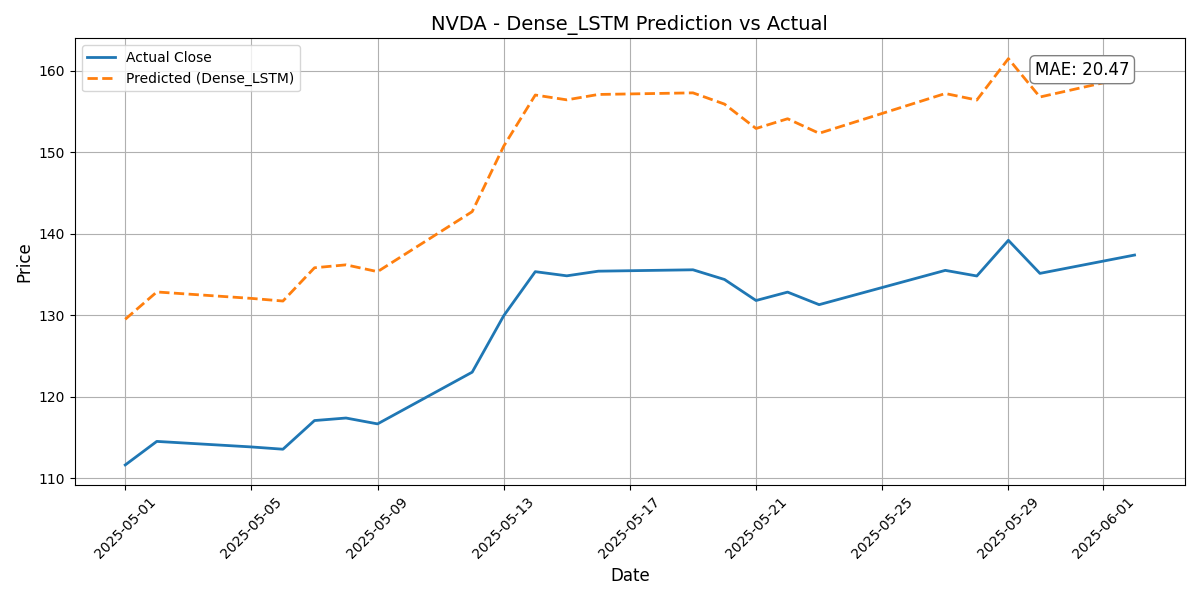 NVDA - Dense_LSTM Prediction vs Actual
Actual Close
Predicted (Dense_LSTM)
MAE: 20.47
Price
160
150
140
130
120
110
2025-05-01
2025-05-05
2025-05-09
2025-05-13
2025-05-17
2025-05-21
2025-05-25
2025-05-29
2025-06-01
Date